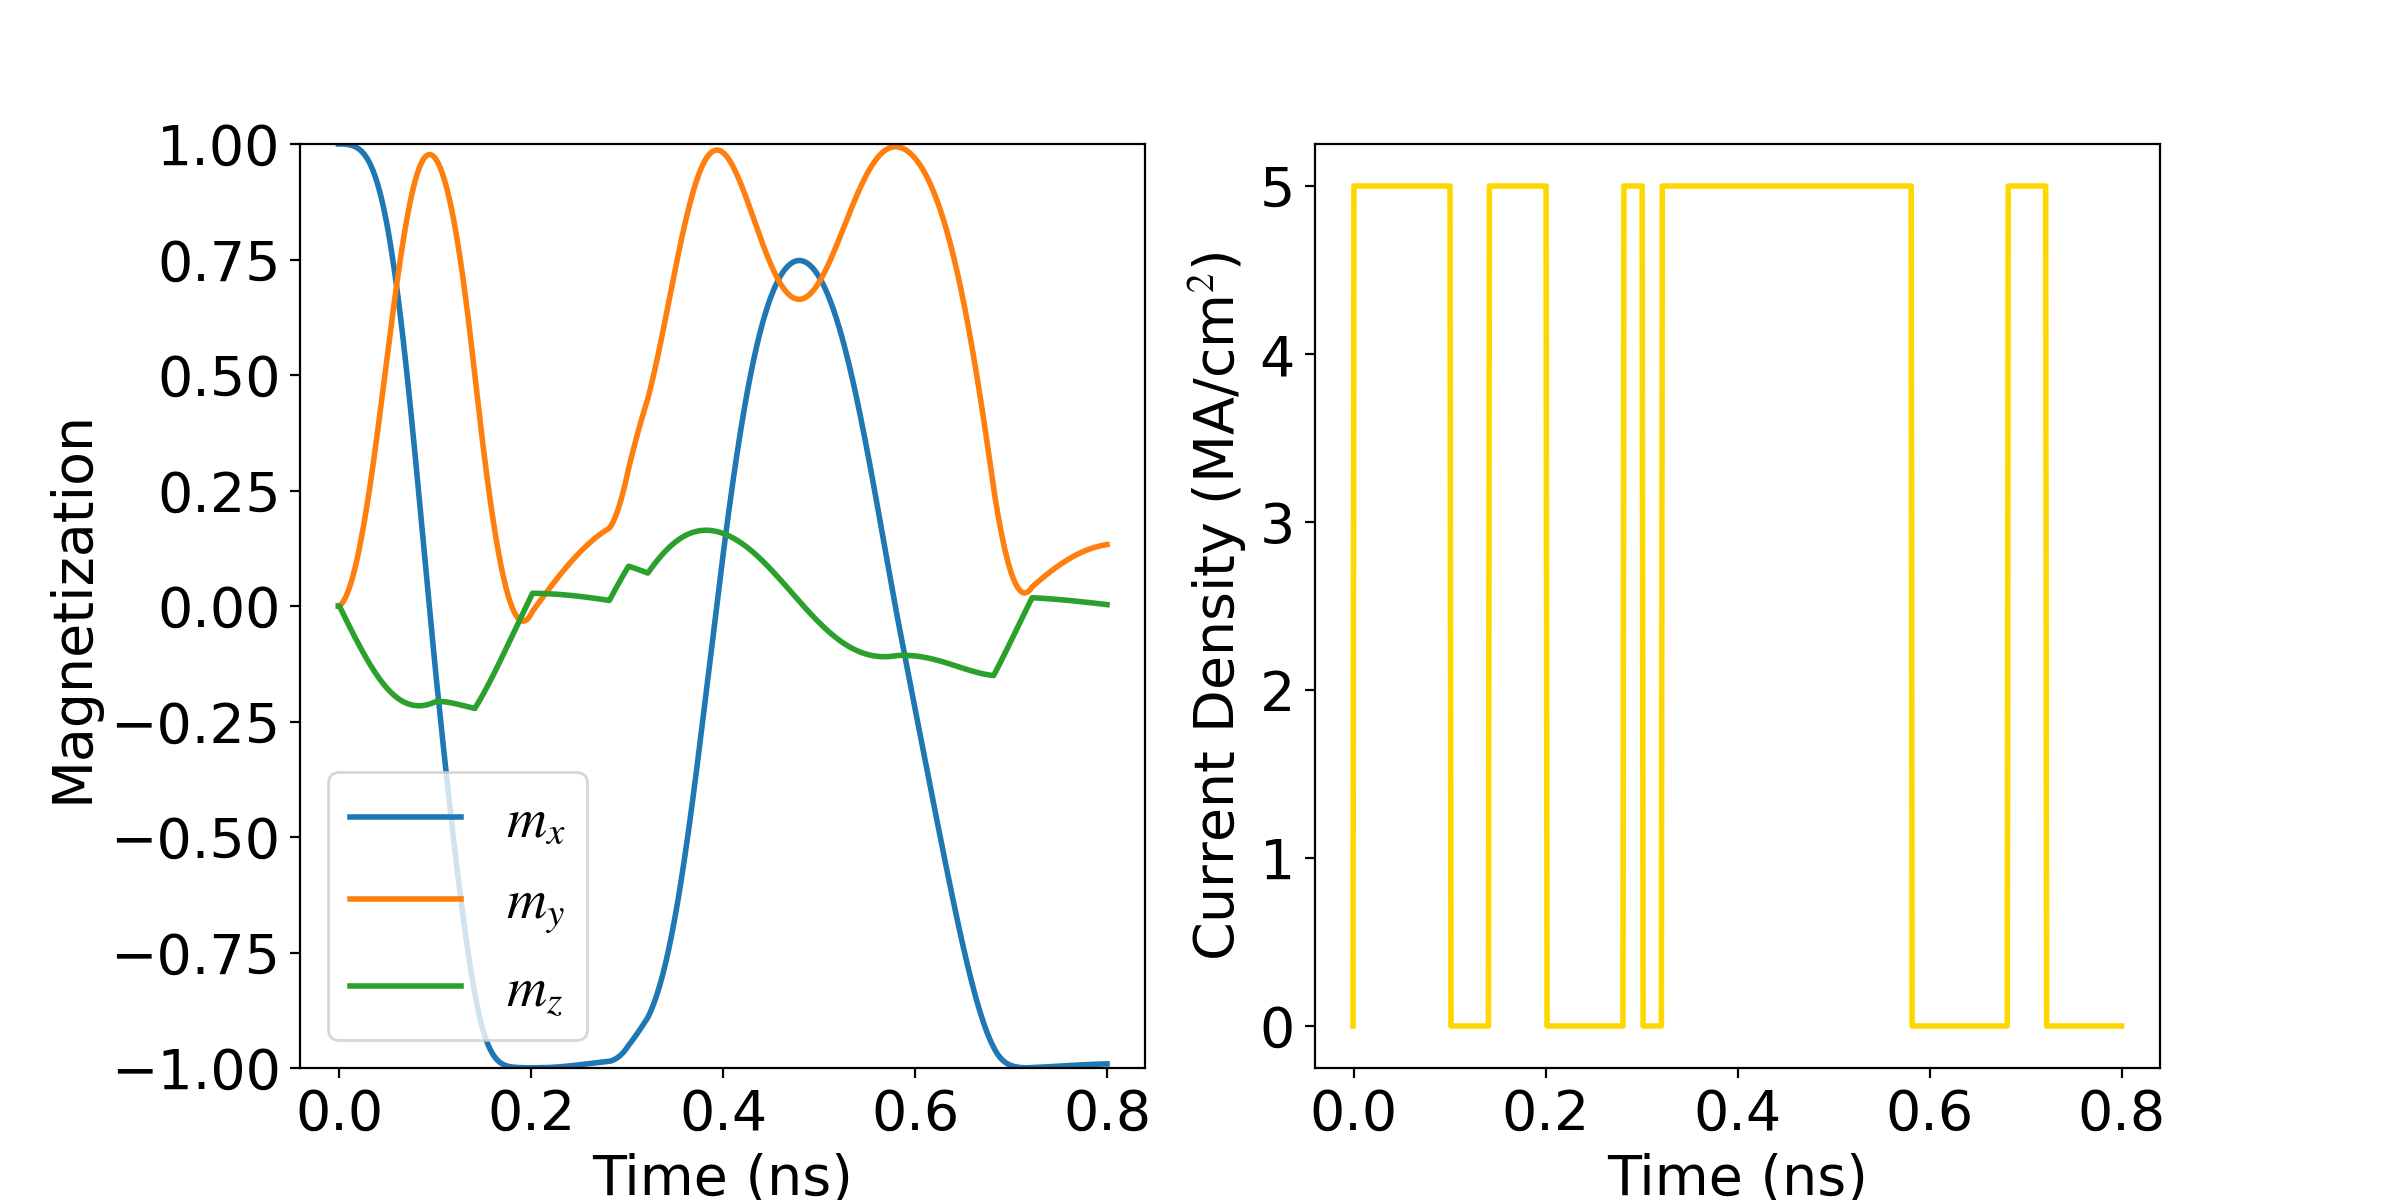 Magnetization
1.00
0.75
0.50
0.25
0.00
−0.25
−0.50
−0.75
−1.00
0.0 0.2 0.4 0.6 0.8
Time (ns)
m_x
m_y
m_z
Current Density (MA/cm²)
5
4
3
2
1
0
0.0 0.2 0.4 0.6 0.8
Time (ns)